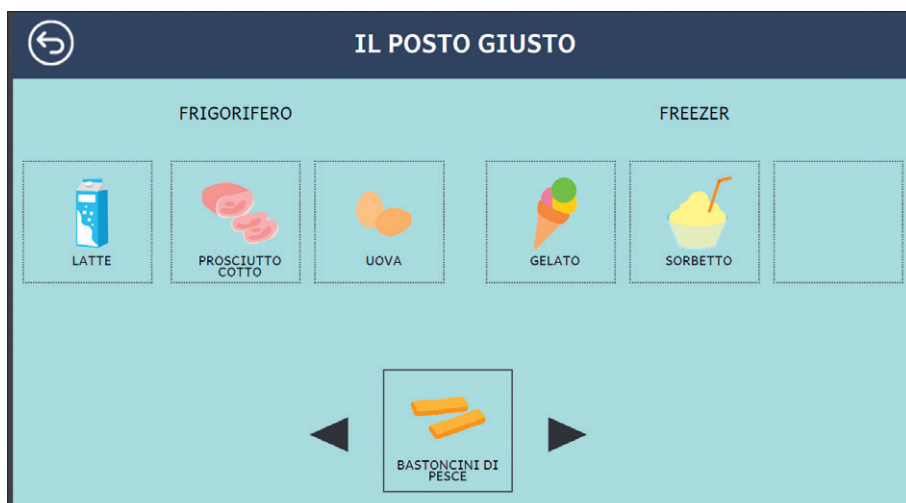 IL POSTO GIUSTO
FRIGORIFERO
FREEZER
LATTE
PROSCIUTTO
COTTO
UOVA
GELATO
SORBETTO
BASTONCINI DI
PESCE